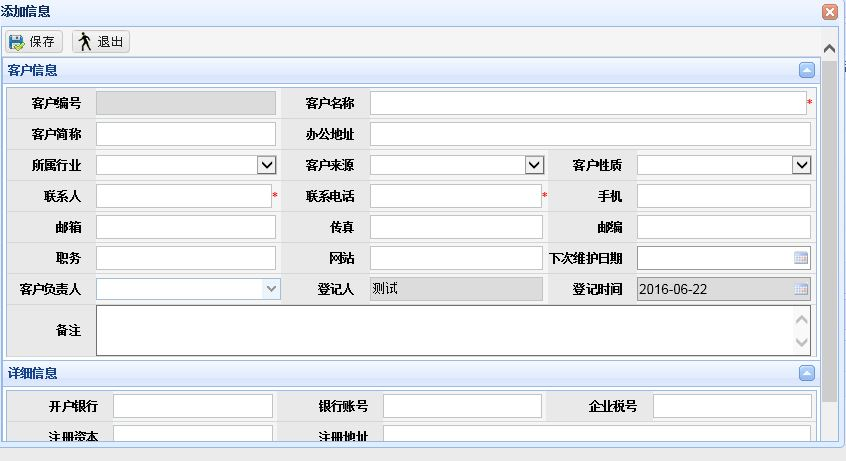 添加信息
保存 退出
客户信息
客户编号 客户名称 *
客户简称 办公地址
所属行业 客户来源 客户性质
联系人 * 联系电话 * 手机
邮箱 传真 邮编
职务 网站 下次维护日期
客户负责人 登记人 测试 登记时间 2016-06-22
备注
详细信息
开户银行 银行账号 企业税号
注册资本 注册地址